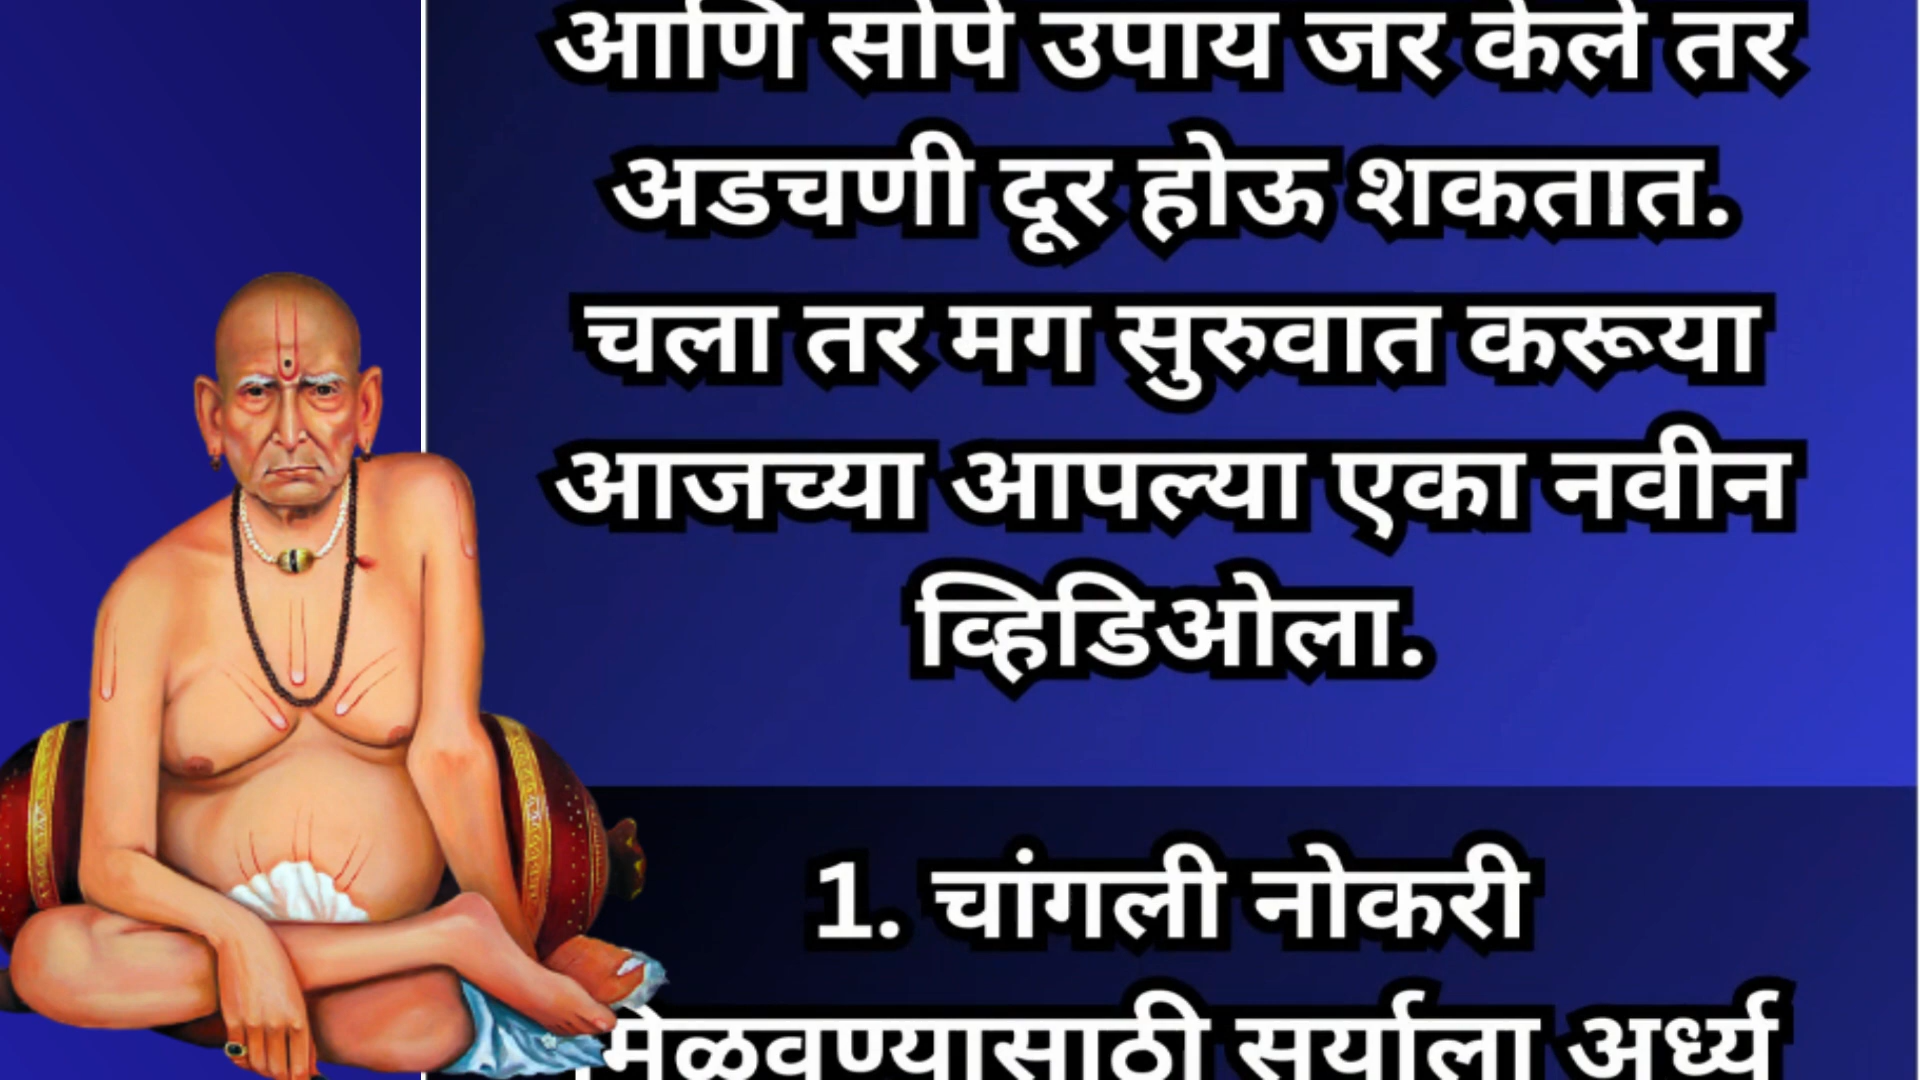 आणि सोपे उपाय जर केले तर
अडचणी दूर होऊ शकतात.
चला तर मग सुरुवात करूया
आजच्या आपल्या एका नवीन
व्हिडिओला.
1. चांगली नोकरी
मिळवण्यासाठी सूर्याला अर्घ्य